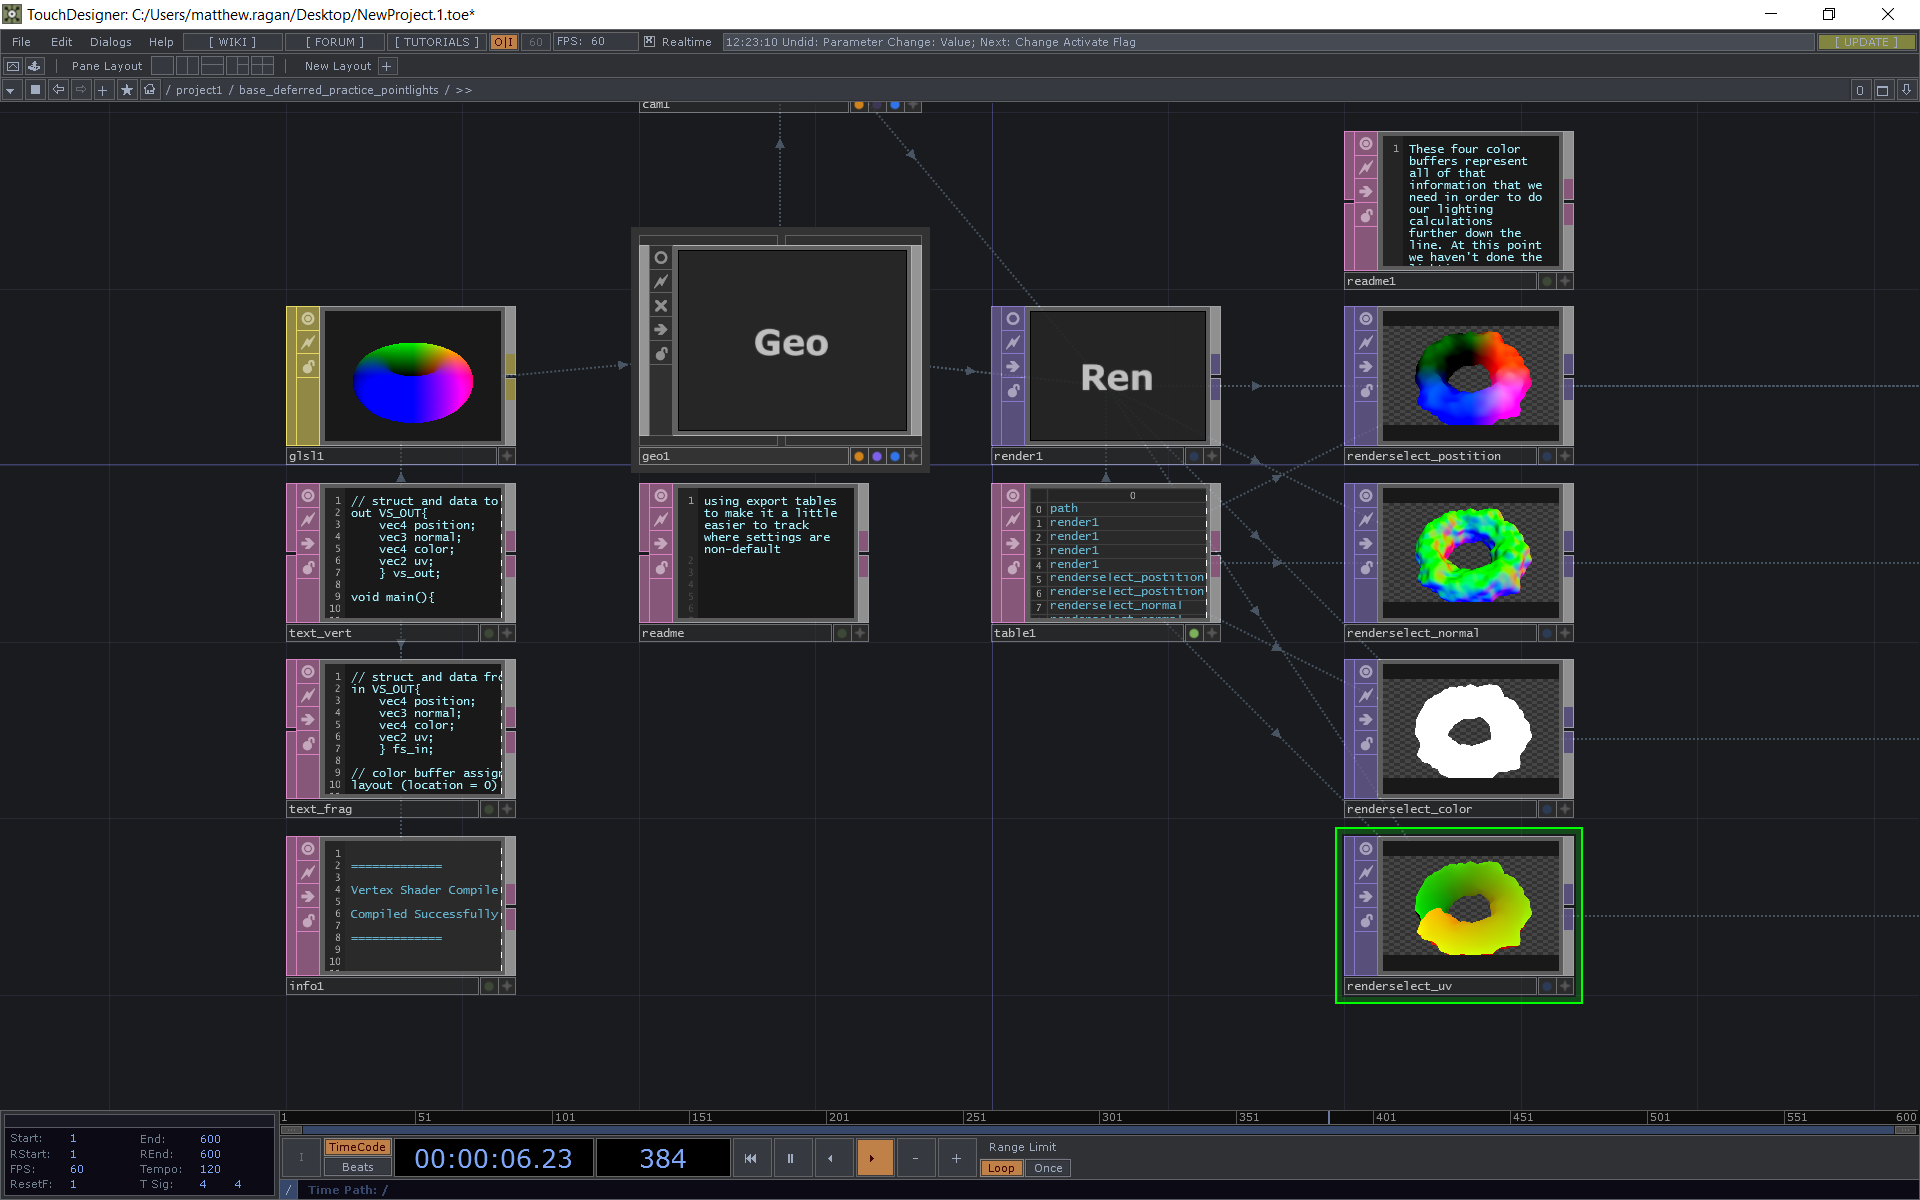 TouchDesigner: C:/Users/matthew.ragan/Desktop/NewProject.1.toe*
File Edit Dialogs Help [ WIKI ] [ FORUM ] [ TUTORIALS ] O|I 60 FPS: 60 Realtime 12:23:10 Undid: Parameter Change: Value; Next: Change Activate Flag [ UPDATE ]
Pane Layout New Layout +
/ project1 / base_deferred_practice_pointlights / >> 0
cam1
1 These four color
buffers represent
all of that
information that we
need in order to do
our lighting
calculations
further down the
line. At this point
we haven't done the
readme1
glsl1
Geo
geo1
Ren
render1
renderselect_postition
1 // struct and data to
2 out VS_OUT{
3 vec4 position;
4 vec3 normal;
5 vec4 color;
6 vec2 uv;
7 } vs_out;
8
9 void main(){
10
text_vert
1 using export tables
to make it a little
easier to track
where settings are
non-default
2
3
4
5
6
readme
0
0 path
1 render1
2 render1
3 render1
4 render1
5 renderselect_postition
6 renderselect_postition
7 renderselect_normal
table1
renderselect_normal
1 // struct and data fro
2 in VS_OUT{
3 vec4 position;
4 vec3 normal;
5 vec4 color;
6 vec2 uv;
7 } fs_in;
8
9 // color buffer assign
10 layout (location = 0)
text_frag
renderselect_color
1
2 =============
3
4 Vertex Shader Compile
5
6 Compiled Successfully
7
8 =============
9
10
info1
renderselect_uv
1 51 101 151 201 251 301 351 401 451 501 551 600
Start: 1 End: 600
RStart: 1 REnd: 600
FPS: 60 Tempo: 120
ResetF: 1 T Sig: 4 4
TimeCode
Beats
00:00:06.23
384
Range Limit
Loop Once
/ Time Path: /